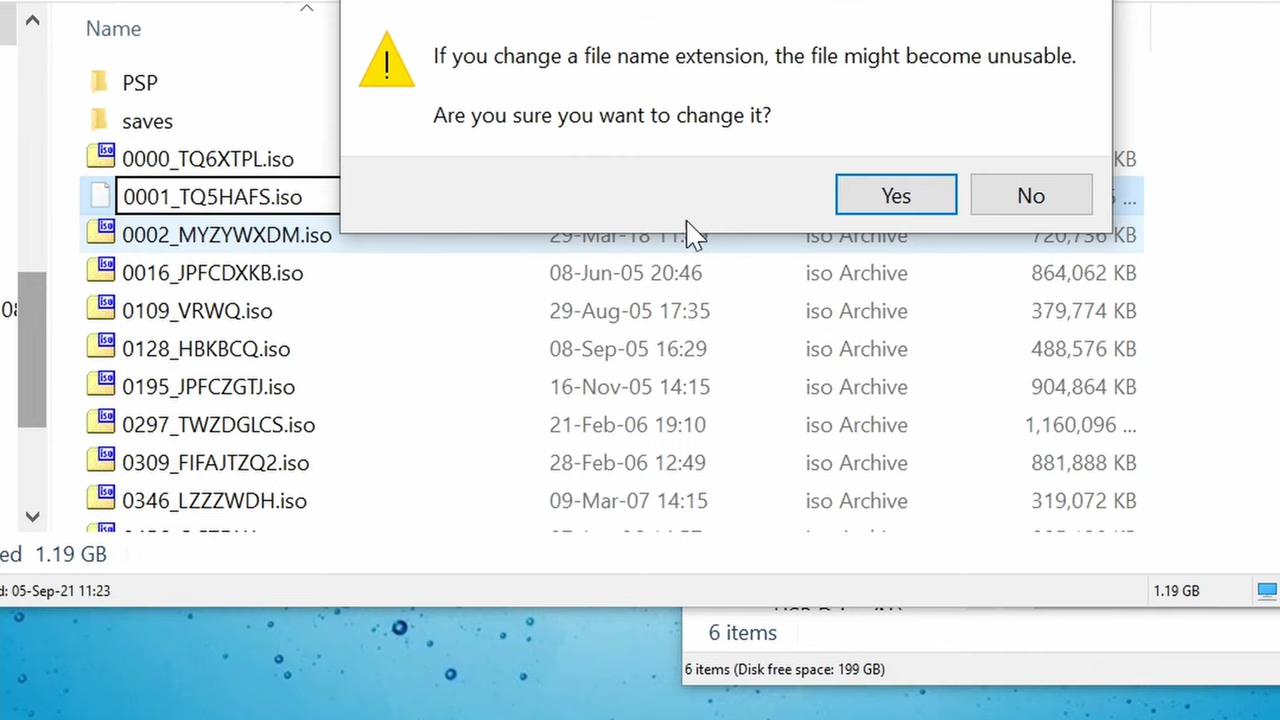 Name
If you change a file name extension, the file might become unusable.
Are you sure you want to change it?
Yes No
PSP
saves
0000_TQ6XTPL.iso KB
0001_TQ5HAFS.iso ...
0002_MYZYWXDM.iso 29-Mar-18 iso Archive 720,736 KB
0016_JPFCDXKB.iso 08-Jun-05 20:46 iso Archive 864,062 KB
0109_VRWQ.iso 29-Aug-05 17:35 iso Archive 379,774 KB
0128_HBKBCQ.iso 08-Sep-05 16:29 iso Archive 488,576 KB
0195_JPFCZGTJ.iso 16-Nov-05 14:15 iso Archive 904,864 KB
0297_TWZDGLCS.iso 21-Feb-06 19:10 iso Archive 1,160,096 ...
0309_FIFAJTZQ2.iso 28-Feb-06 12:49 iso Archive 881,888 KB
0346_LZZZWDH.iso 09-Mar-07 14:15 iso Archive 319,072 KB
ed 1.19 GB
d: 05-Sep-21 11:23 1.19 GB
6 items
6 items (Disk free space: 199 GB)